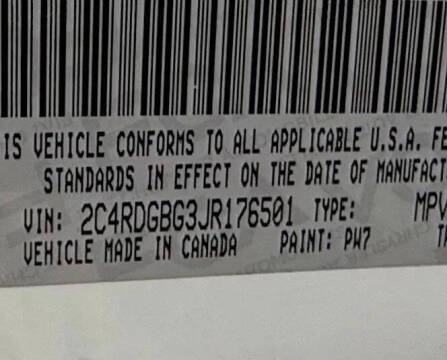 IS VEHICLE CONFORMS TO ALL APPLICABLE U.S.A. FE
STANDARDS IN EFFECT ON THE DATE OF MANUFACT
VIN: 2C4RDGBG3JR176501 TYPE: MPV
VEHICLE MADE IN CANADA PAINT: PW7 TR